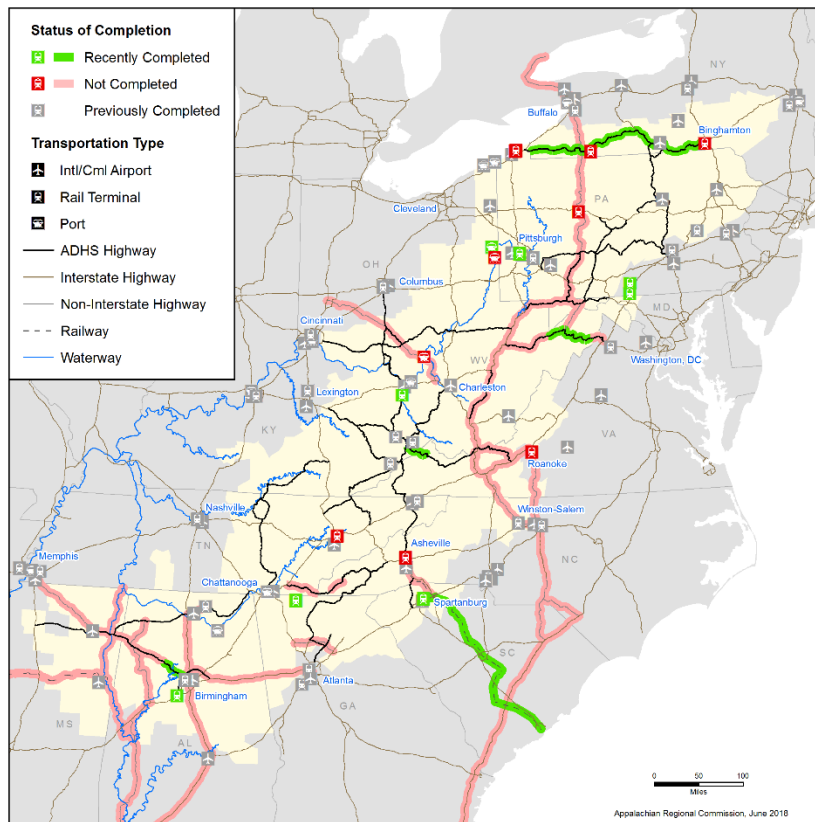 Status of Completion
Recently Completed
Not Completed
Previously Completed
Transportation Type
Intl/Cml Airport
Rail Terminal
Port
ADHS Highway
Interstate Highway
Non-Interstate Highway
Railway
Waterway
NY
Buffalo
Binghamton
Cleveland
PA
Pittsburgh
OH
Columbus
MD
Cincinnati
WV
Washington, DC
Lexington
Charleston
KY
VA
Roanoke
Nashville
Winston-Salem
TN
Asheville
Memphis
NC
Chattanooga
Spartanburg
SC
Atlanta
Birmingham
GA
MS
AL
0 50 100
Miles
Appalachian Regional Commission, June 2018